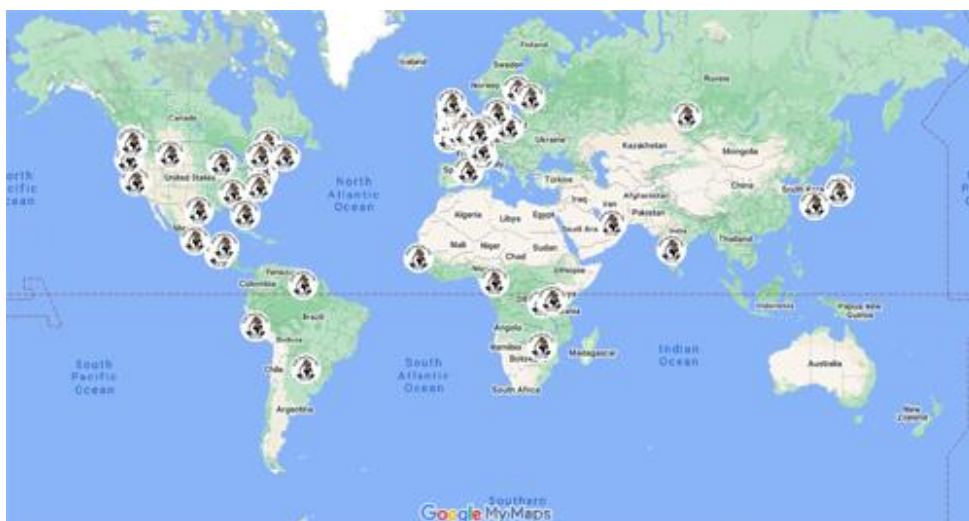 Iceland
Finland
Sweden
Norway
Russia
Canada
Ukraine
Kazakhstan
Mongolia
United States
North
Atlantic
Ocean
Türkiye
China
South Korea
Iraq
Iran
Afghanistan
Pakistan
Algeria
Libya
Egypt
India
Mali
Niger
Sudan
Chad
Thailand
Ethiopia
Colombia
Indonesia
Papua New
Guinea
Brazil
Angola
Bolivia
Namibia
Madagascar
Indian
Ocean
South
Pacific
Ocean
Chile
South
Atlantic
Ocean
Australia
South Africa
Argentina
New
Zealand
Southern
Google My Maps